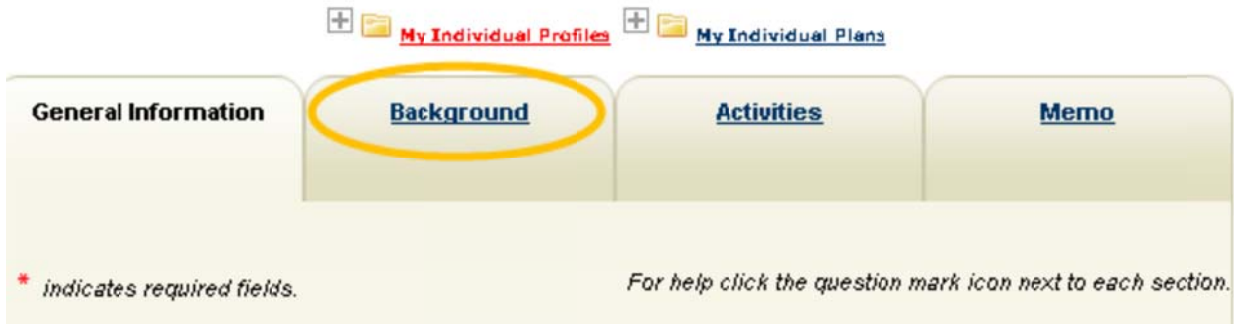 My Individual Profiles My Individual Plans
General Information Background Activities Memo
* indicates required fields. For help click the question mark icon next to each section.